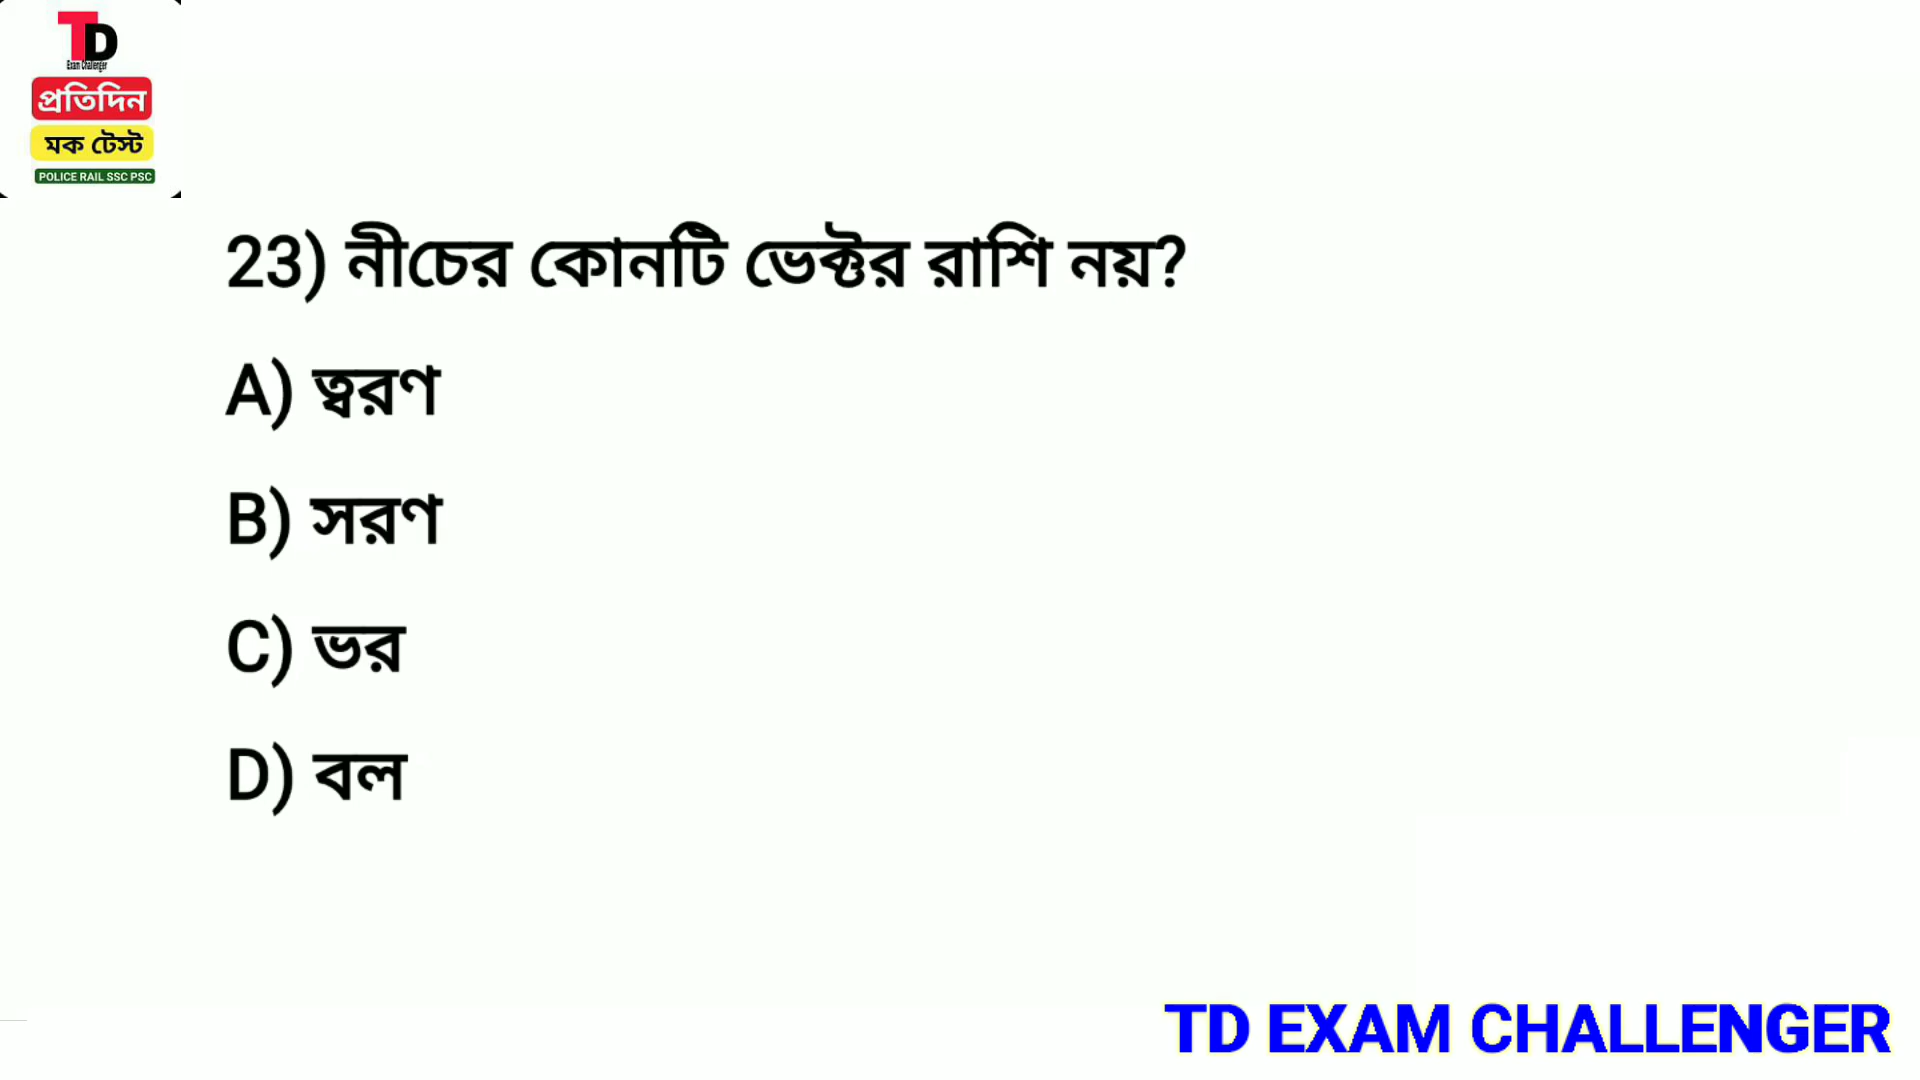 TD
Exam Challenger
প্রতিদিন
মক টেস্ট
POLICE RAIL SSC PSC
23) নীচের কোনটি ভেক্টর রাশি নয়?
A) ত্বরণ
B) সরণ
C) ভর
D) বল
TD EXAM CHALLENGER